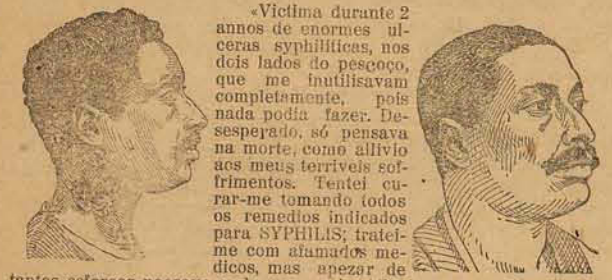 «Victima durante 2
annos de enormes ul-
ceras syphiliticas, nos
dois lados do pescoço,
que me inutilisavam
completamente, pois
nada podia fazer. De-
sesperado, só pensava
na morte, como allivio
aos meus terriveis sof-
frimentos. Tentei cu-
rar-me tomando todos
os remedios indicados
para SYPHILIS; tratei-
me com afamados me-
dicos, mas apezar de